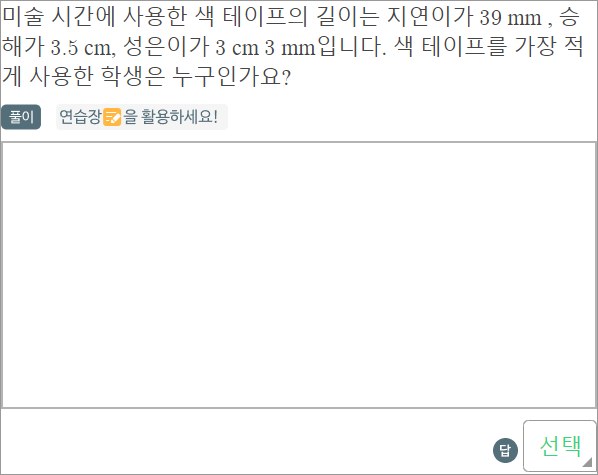 미술 시간에 사용한 색 테이프의 길이는 지연이가 39 mm , 승
해가 3.5 cm, 성은이가 3 cm 3 mm입니다. 색 테이프를 가장 적
게 사용한 학생은 누구인가요?
풀이 연습장을 활용하세요!
답 선택